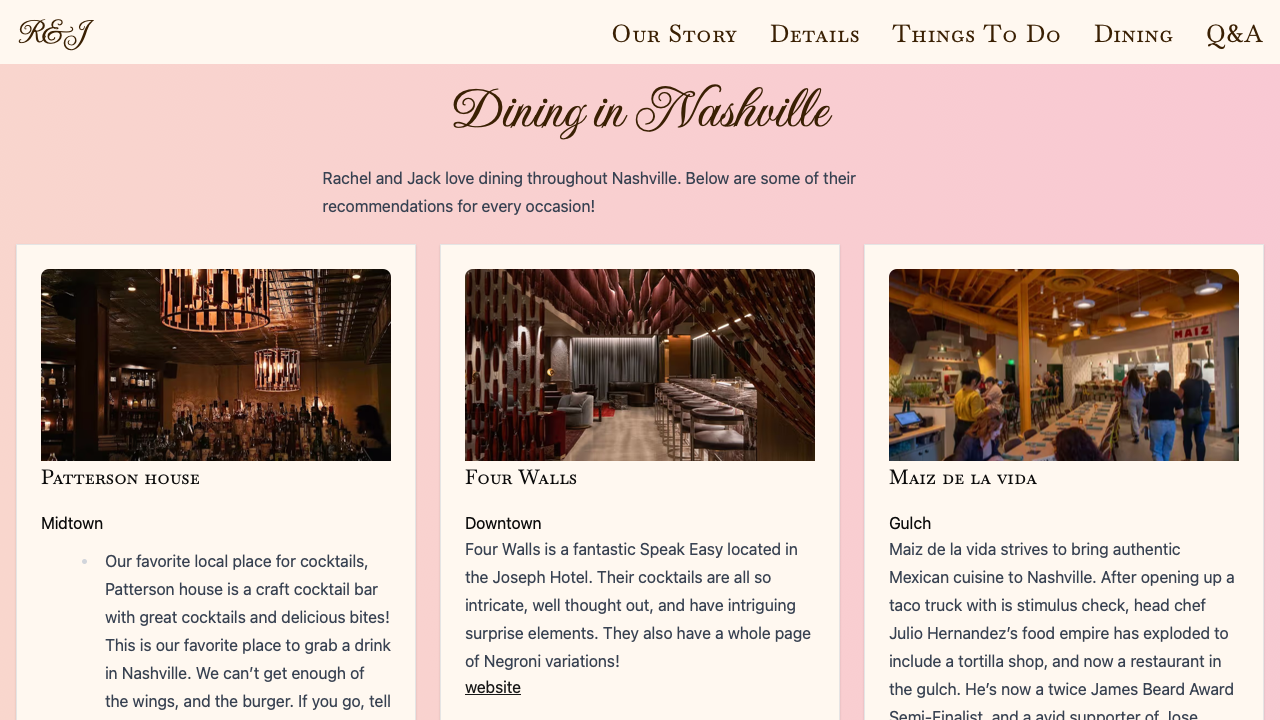 R&J
Our Story
Details
Things To Do
Dining
Q&A
Dining in Nashville
Rachel and Jack love dining throughout Nashville. Below are some of their
recommendations for every occasion!
Patterson house
Midtown
Our favorite local place for cocktails,
Patterson house is a craft cocktail bar
with great cocktails and delicious bites!
This is our favorite place to grab a drink
in Nashville. We can’t get enough of
the wings, and the burger. If you go, tell
Four Walls
Downtown
Four Walls is a fantastic Speak Easy located in
the Joseph Hotel. Their cocktails are all so
intricate, well thought out, and have intriguing
surprise elements. They also have a whole page
of Negroni variations!
website
MAIZ
Maiz de la vida
Gulch
Maiz de la vida strives to bring authentic
Mexican cuisine to Nashville. After opening up a
taco truck with is stimulus check, head chef
Julio Hernandez’s food empire has exploded to
include a tortilla shop, and now a restaurant in
the gulch. He’s now a twice James Beard Award
Semi-Finalist, and a avid supporter of Jose